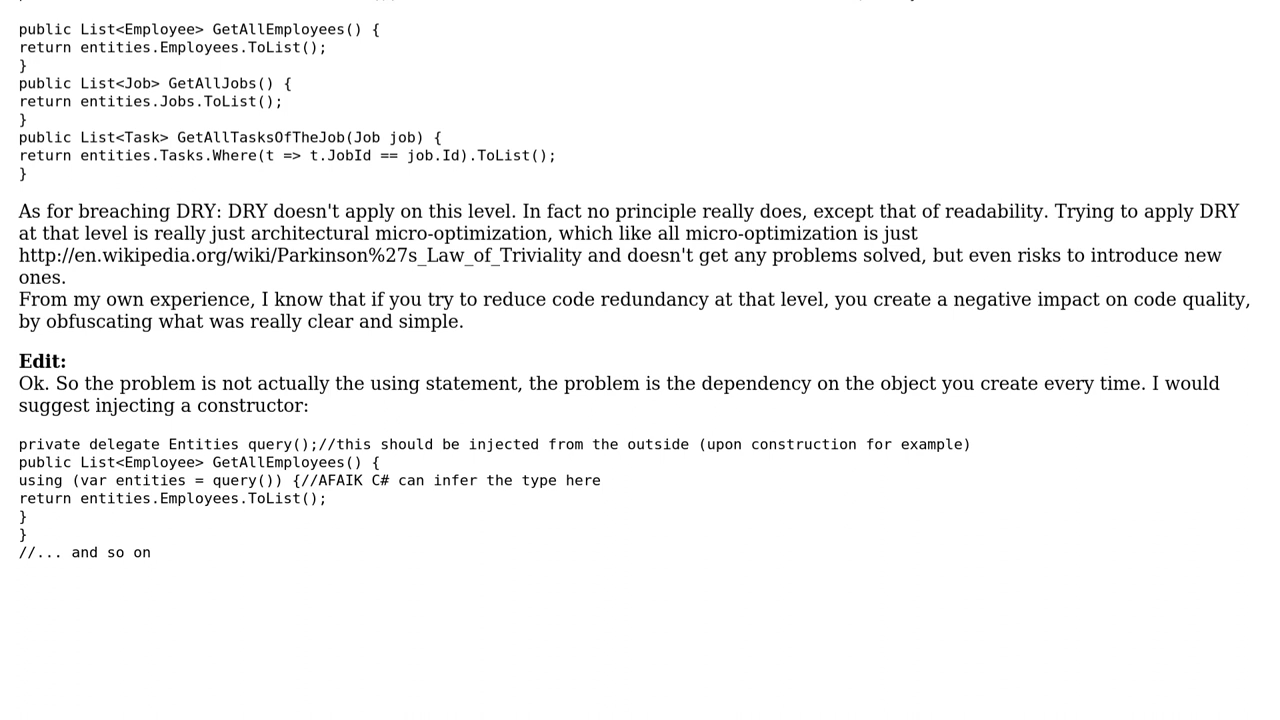 public List<Employee> GetAllEmployees() {
return entities.Employees.ToList();
}
public List<Job> GetAllJobs() {
return entities.Jobs.ToList();
}
public List<Task> GetAllTasksOfTheJob(Job job) {
return entities.Tasks.Where(t => t.JobId == job.Id).ToList();
}
As for breaching DRY: DRY doesn't apply on this level. In fact no principle really does, except that of readability. Trying to apply DRY
at that level is really just architectural micro-optimization, which like all micro-optimization is just
http://en.wikipedia.org/wiki/Parkinson%27s_Law_of_Triviality and doesn't get any problems solved, but even risks to introduce new
ones.
From my own experience, I know that if you try to reduce code redundancy at that level, you create a negative impact on code quality,
by obfuscating what was really clear and simple.
Edit:
Ok. So the problem is not actually the using statement, the problem is the dependency on the object you create every time. I would
suggest injecting a constructor:
private delegate Entities query();//this should be injected from the outside (upon construction for example)
public List<Employee> GetAllEmployees() {
using (var entities = query()) {//AFAIK C# can infer the type here
return entities.Employees.ToList();
}
}
//... and so on